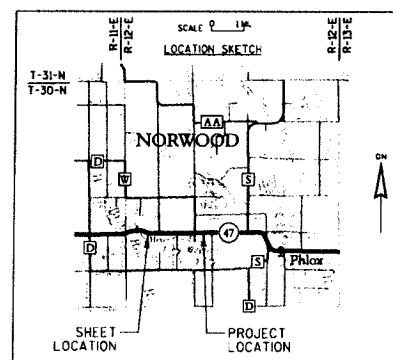 R-11-E
R-12-E
SCALE 0 1 MI.
LOCATION SKETCH
R-12-E
R-13-E
T-31-N
T-30-N
AA
NORWOOD
D
W
S
47
D
S
Phlox
D
SHEET LOCATION
PROJECT LOCATION